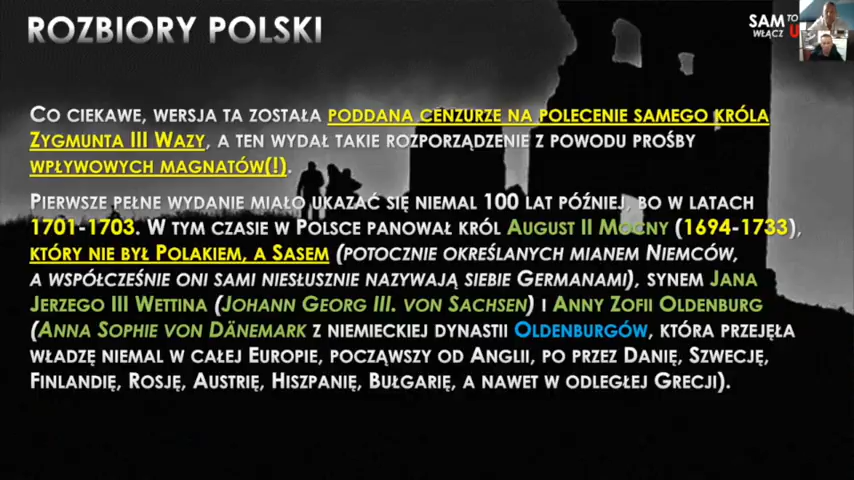 ROZBIORY POLSKI
SAM TO
WŁĄCZ U
CO CIEKAWE, WERSJA TA ZOSTAŁA PODDANA CENZURZE NA POLECENIE SAMEGO KRÓLA
ZYGMUNTA III WAZY, A TEN WYDAŁ TAKIE ROZPORZĄDZENIE Z POWODU PROŚBY
WPŁYWOWYCH MAGNATÓW(!).
PIERWSZE PEŁNE WYDANIE MIAŁO UKAZAĆ SIĘ NIEMAL 100 LAT PÓŹNIEJ, BO W LATACH
1701-1703. W TYM CZASIE W POLSCE PANOWAŁ KRÓL AUGUST II MOCNY (1694-1733),
KTÓRY NIE BYŁ POLAKIEM, A SASEM (POTOCZNIE OKREŚLANYCH MIANEM NIEMCÓW,
A WSPÓŁCZEŚNIE ONI SAMI NIESŁUSZNIE NAZYWAJĄ SIEBIE GERMANAMI), SYNEM JANA
JERZEGO III WETTINA (JOHANN GEORG III. VON SACHSEN) I ANNY ZOFII OLDENBURG
(ANNA SOPHIE VON DÄNEMARK Z NIEMIECKIEJ DYNASTII OLDENBURGÓW, KTÓRA PRZEJĘŁA
WŁADZĘ NIEMAL W CAŁEJ EUROPIE, POCZĄWSZY OD ANGLII, PO PRZEZ DANIĘ, SZWECJĘ,
FINLANDIĘ, ROSJĘ, AUSTRIĘ, HISZPANIĘ, BUŁGARIĘ, A NAWET W ODLEGŁEJ GRECJI).